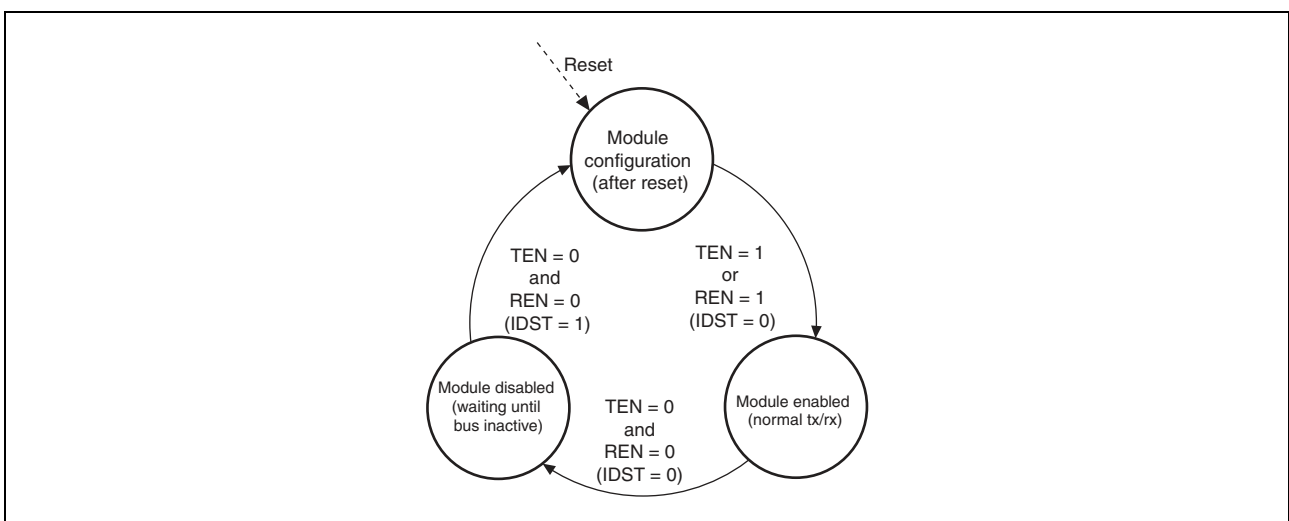 Reset
Module
configuration
(after reset)
TEN = 0
and
REN = 0
(IDST = 1)
TEN = 1
or
REN = 1
(IDST = 0)
Module disabled
(waiting until
bus inactive)
TEN = 0
and
REN = 0
(IDST = 0)
Module enabled
(normal tx/rx)